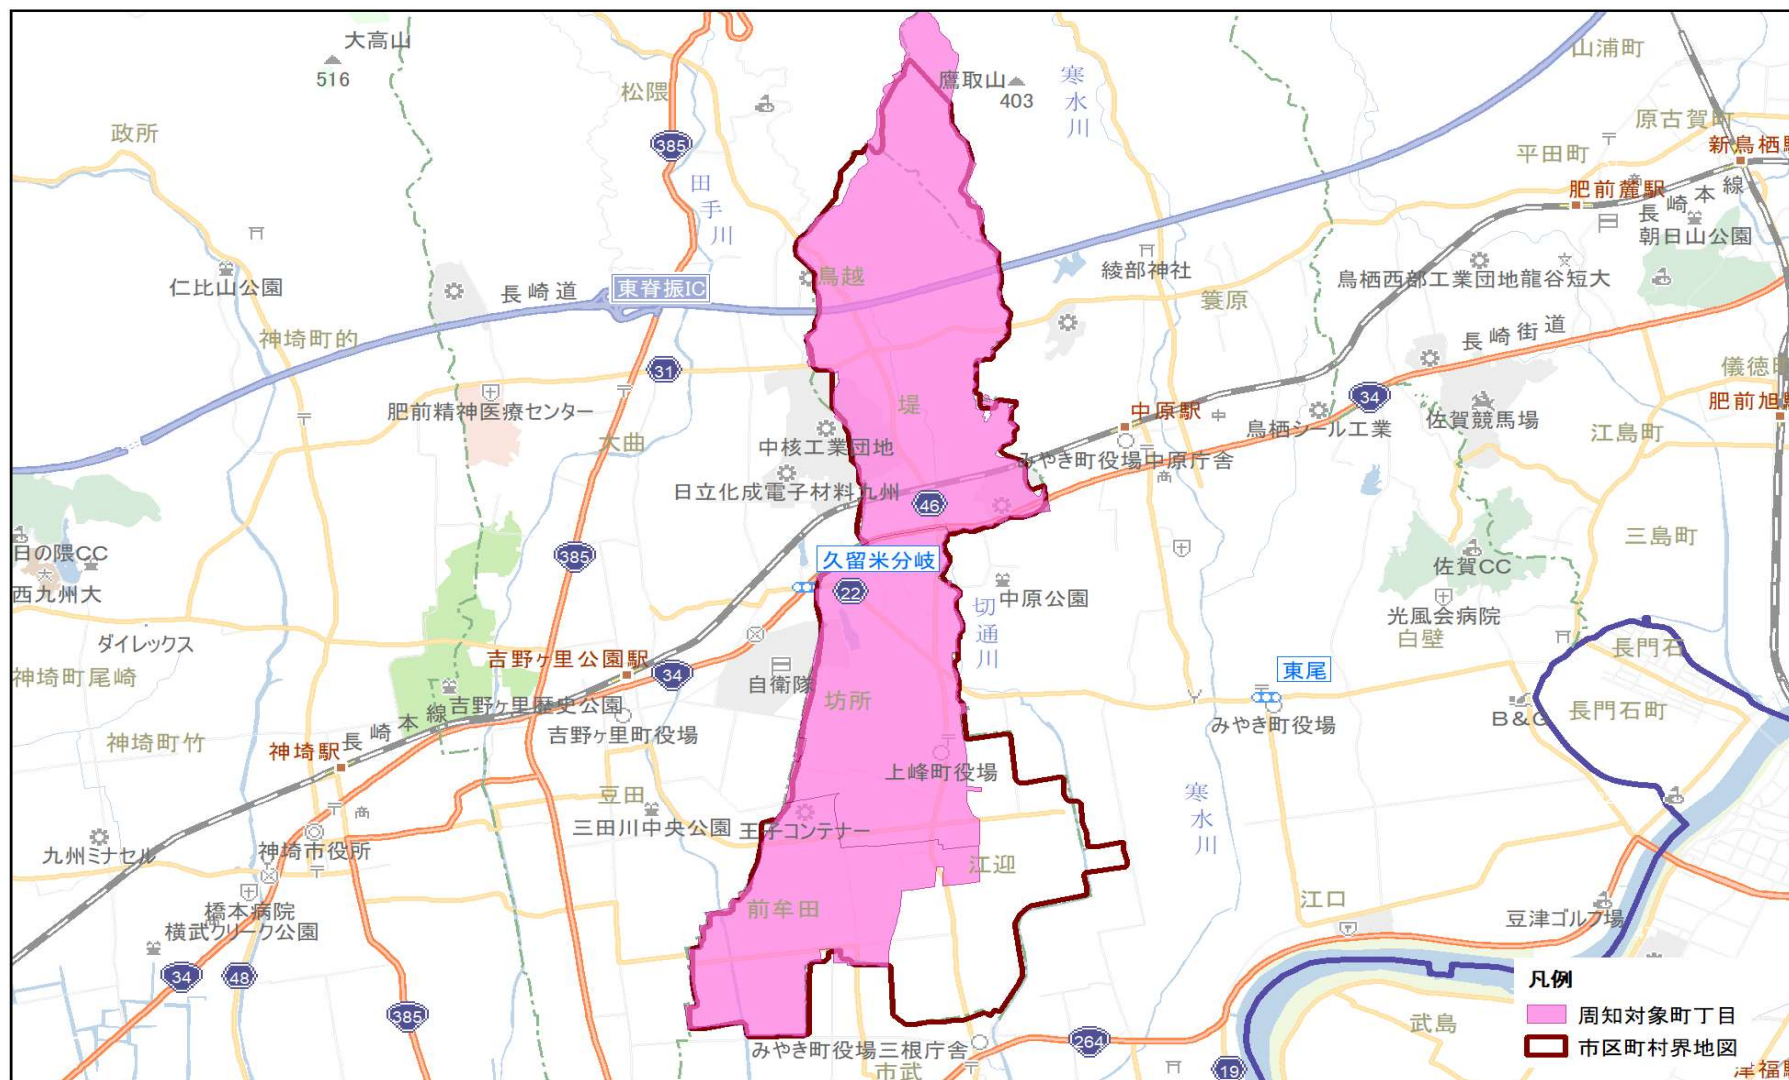 大高山
516
松隈
鷹取山
403
寒水川
山浦町
政所
385
原古賀町
平田町
新鳥栖
田手川
肥前麓駅
長崎本線
朝日山公園
仁比山公園
長崎道
東脊振IC
鳥越
綾部神社
鳥栖西部工業団地龍谷短大
簑原
神埼町的
長崎街道
31
儀徳
肥前精神医療センター
堤
34
中原駅
肥前旭
大曲
中核工業団地
鳥栖シール工業
佐賀競馬場
江島町
みやき町役場中原庁舎
日立化成電子材料九州
46
日の隈CC
385
久留米分岐
佐賀CC
三島町
西九州大
22
中原公園
切通川
光風会病院
白壁
ダイレックス
長門石
神埼町尾崎
吉野ヶ里公園駅
34
自衛隊
東尾
坊所
吉野ヶ里歴史公園
B&G
長門石町
神埼町竹
神埼駅
長崎本線
吉野ヶ里町役場
みやき町役場
上峰町役場
豆田
寒水川
三田川中央公園
王子コンテナー
九州ミナセル
神埼市役所
江迎
橋本病院
前牟田
江口
豆津ゴルフ場
横武クリーク公園
34
48
凡例
385
周知対象町丁目
武島
みやき町役場三根庁舎
264
市区町村界地図
市武
19
津福